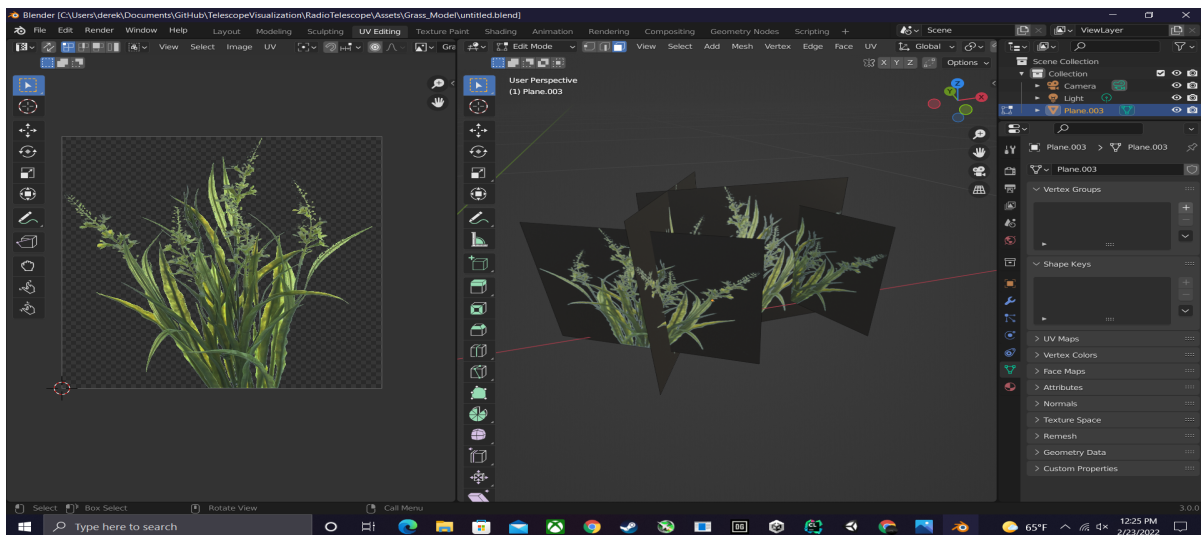 Blender [C:\Users\derek\Documents\GitHub\TelescopeVisualization\RadioTelescope\Assets\Grass_Model\untitled.blend]
File Edit Render Window Help Layout Modeling Sculpting UV Editing Texture Paint Shading Animation Rendering Compositing Geometry Nodes Scripting + Scene ViewLayer
View Select Image UV Gra Edit Mode View Select Add Mesh Vertex Edge Face UV Global
X Y Z Options
User Perspective
(1) Plane.003
Z
Y
X
Scene Collection
Collection
Camera
Light
Plane.003
Plane.003 > Plane.003
Plane.003
Vertex Groups
Shape Keys
UV Maps
Vertex Colors
Face Maps
Attributes
Normals
Texture Space
Remesh
Geometry Data
Custom Properties
Select Box Select Rotate View Call Menu 3.0.0
Type here to search
65°F
12:25 PM
2/23/2022